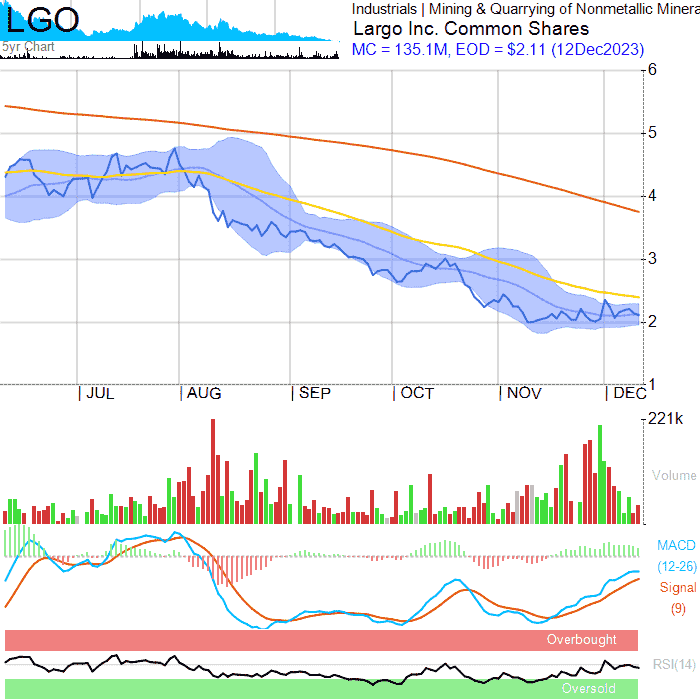 LGO
5yr Chart
Industrials | Mining & Quarrying of Nonmetallic Minera
Largo Inc. Common Shares
MC = 135.1M, EOD = $2.11 (12Dec2023)
6
5
4
3
2
1
JUL
AUG
SEP
OCT
NOV
DEC
221k
Volume
MACD
(12-26)
Signal
(9)
Overbought
RSI(14)
Oversold